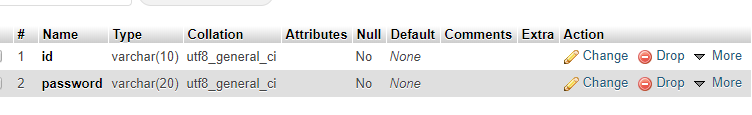 # Name Type Collation Attributes Null Default Comments Extra Action
1 id varchar(10) utf8_general_ci No None Change Drop More
2 password varchar(20) utf8_general_ci No None Change Drop More